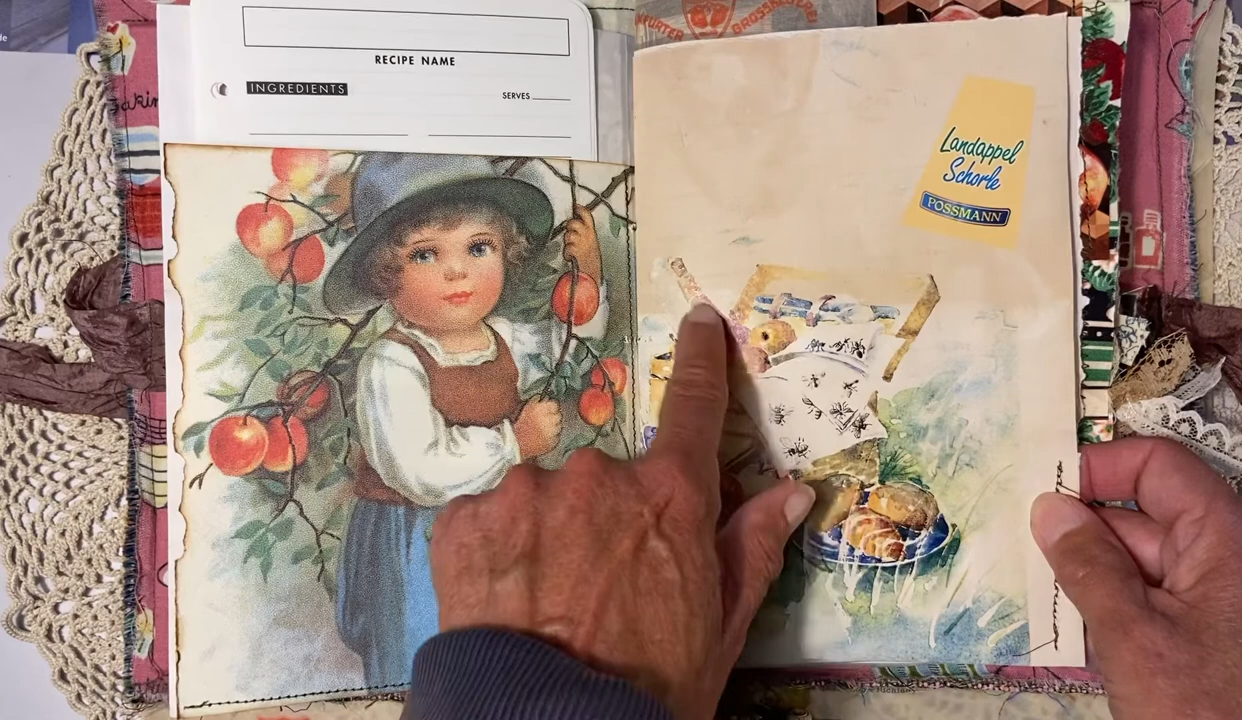 RECIPE NAME
INGREDIENTS
SERVES
Landappel
Schorle
POSSMANN